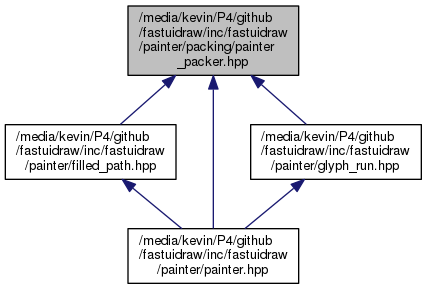 /media/kevin/P4/github
/fastuidraw/inc/fastuidraw
/painter/packing/painter
_packer.hpp
/media/kevin/P4/github
/fastuidraw/inc/fastuidraw
/painter/filled_path.hpp
/media/kevin/P4/github
/fastuidraw/inc/fastuidraw
/painter/glyph_run.hpp
/media/kevin/P4/github
/fastuidraw/inc/fastuidraw
/painter/painter.hpp